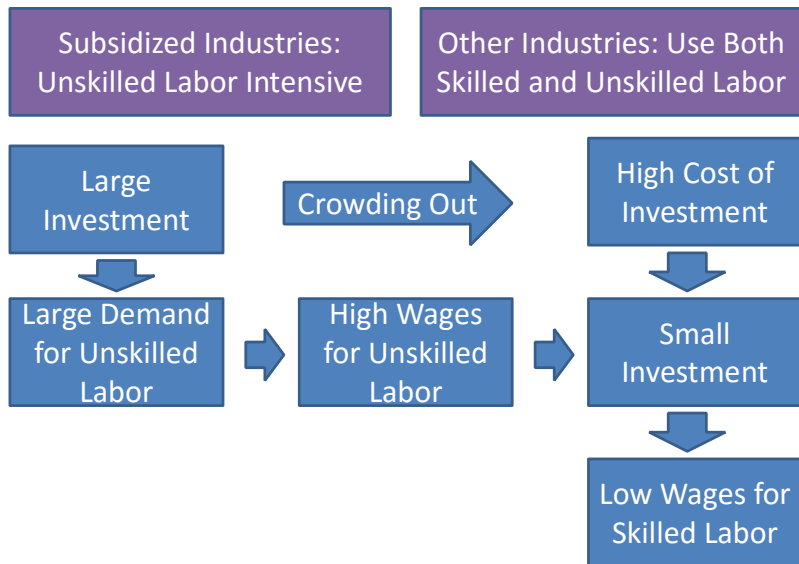 Subsidized Industries:
Unskilled Labor Intensive
Other Industries: Use Both
Skilled and Unskilled Labor
Large
Investment
Crowding Out
High Cost of
Investment
Large Demand
for Unskilled
Labor
High Wages
for Unskilled
Labor
Small
Investment
Low Wages for
Skilled Labor